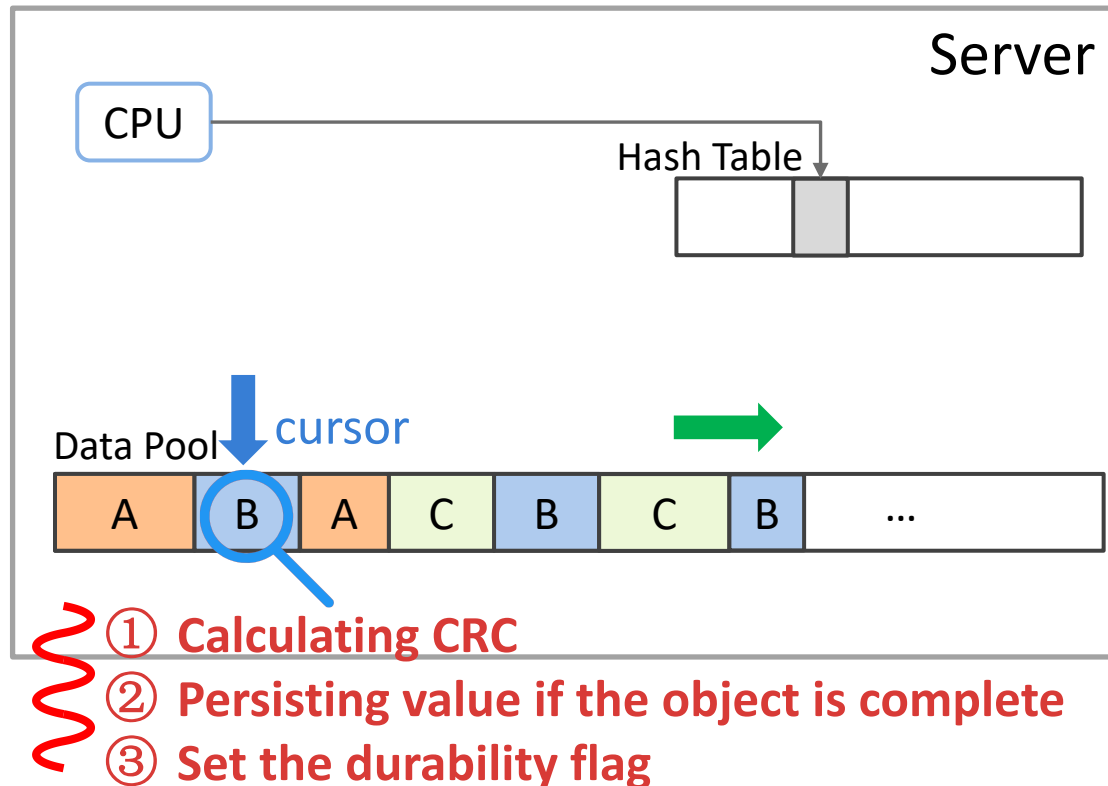 Server
CPU
Hash Table
cursor
Data Pool
A B A C B C B ...
① Calculating CRC
② Persisting value if the object is complete
③ Set the durability flag